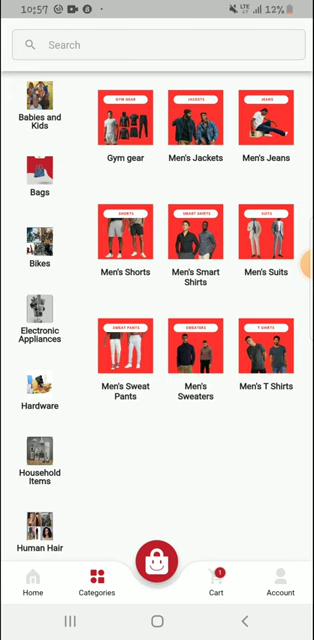 10:57
LTE
12%
Search
Babies and
Kids
Bags
Bikes
Electronic
Appliances
Hardware
Household
Items
Human Hair
GYM GEAR
JACKETS
JEANS
Gym gear
Men's Jackets
Men's Jeans
SHORTS
SMART SHIRTS
SUITS
Men's Shorts
Men's Smart
Shirts
Men's Suits
SWEAT PANTS
SWEATERS
T SHIRTS
Men's Sweat
Pants
Men's
Sweaters
Men's T Shirts
1
Home
Categories
Cart
Account